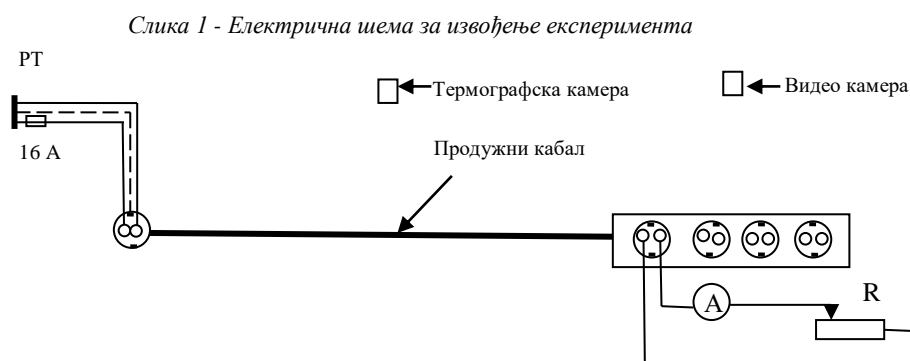 Слика 1 - Електрична шема за извођење експеримента
РТ
Термографска камера
Видео камера
16 А
Продужни кабал
А
R